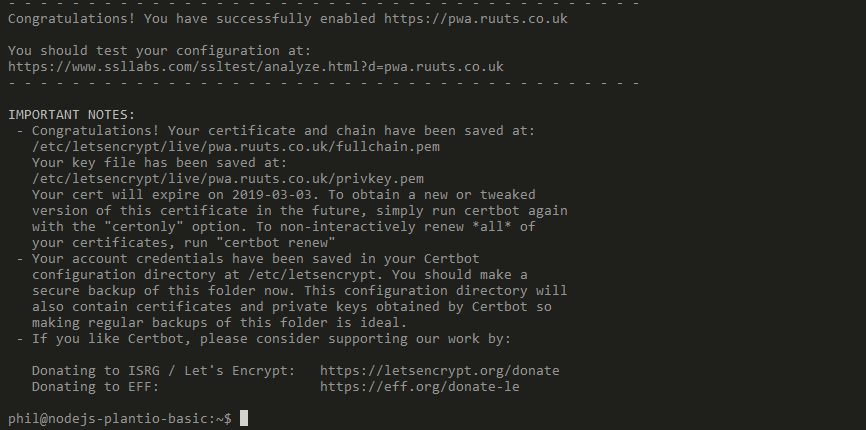 - - - - - - - - - - - - - - - - - - - - - - - - - - - - - - - - - - - - - - - -
Congratulations! You have successfully enabled https://pwa.ruuts.co.uk
You should test your configuration at:
https://www.ssllabs.com/ssltest/analyze.html?d=pwa.ruuts.co.uk
- - - - - - - - - - - - - - - - - - - - - - - - - - - - - - - - - - - - - - - -
IMPORTANT NOTES:
- Congratulations! Your certificate and chain have been saved at:
/etc/letsencrypt/live/pwa.ruuts.co.uk/fullchain.pem
Your key file has been saved at:
/etc/letsencrypt/live/pwa.ruuts.co.uk/privkey.pem
Your cert will expire on 2019-03-03. To obtain a new or tweaked
version of this certificate in the future, simply run certbot again
with the "certonly" option. To non-interactively renew *all* of
your certificates, run "certbot renew"
- Your account credentials have been saved in your Certbot
configuration directory at /etc/letsencrypt. You should make a
secure backup of this folder now. This configuration directory will
also contain certificates and private keys obtained by Certbot so
making regular backups of this folder is ideal.
- If you like Certbot, please consider supporting our work by:
Donating to ISRG / Let's Encrypt: https://letsencrypt.org/donate
Donating to EFF: https://eff.org/donate-le
phil@nodejs-plantio-basic:~$